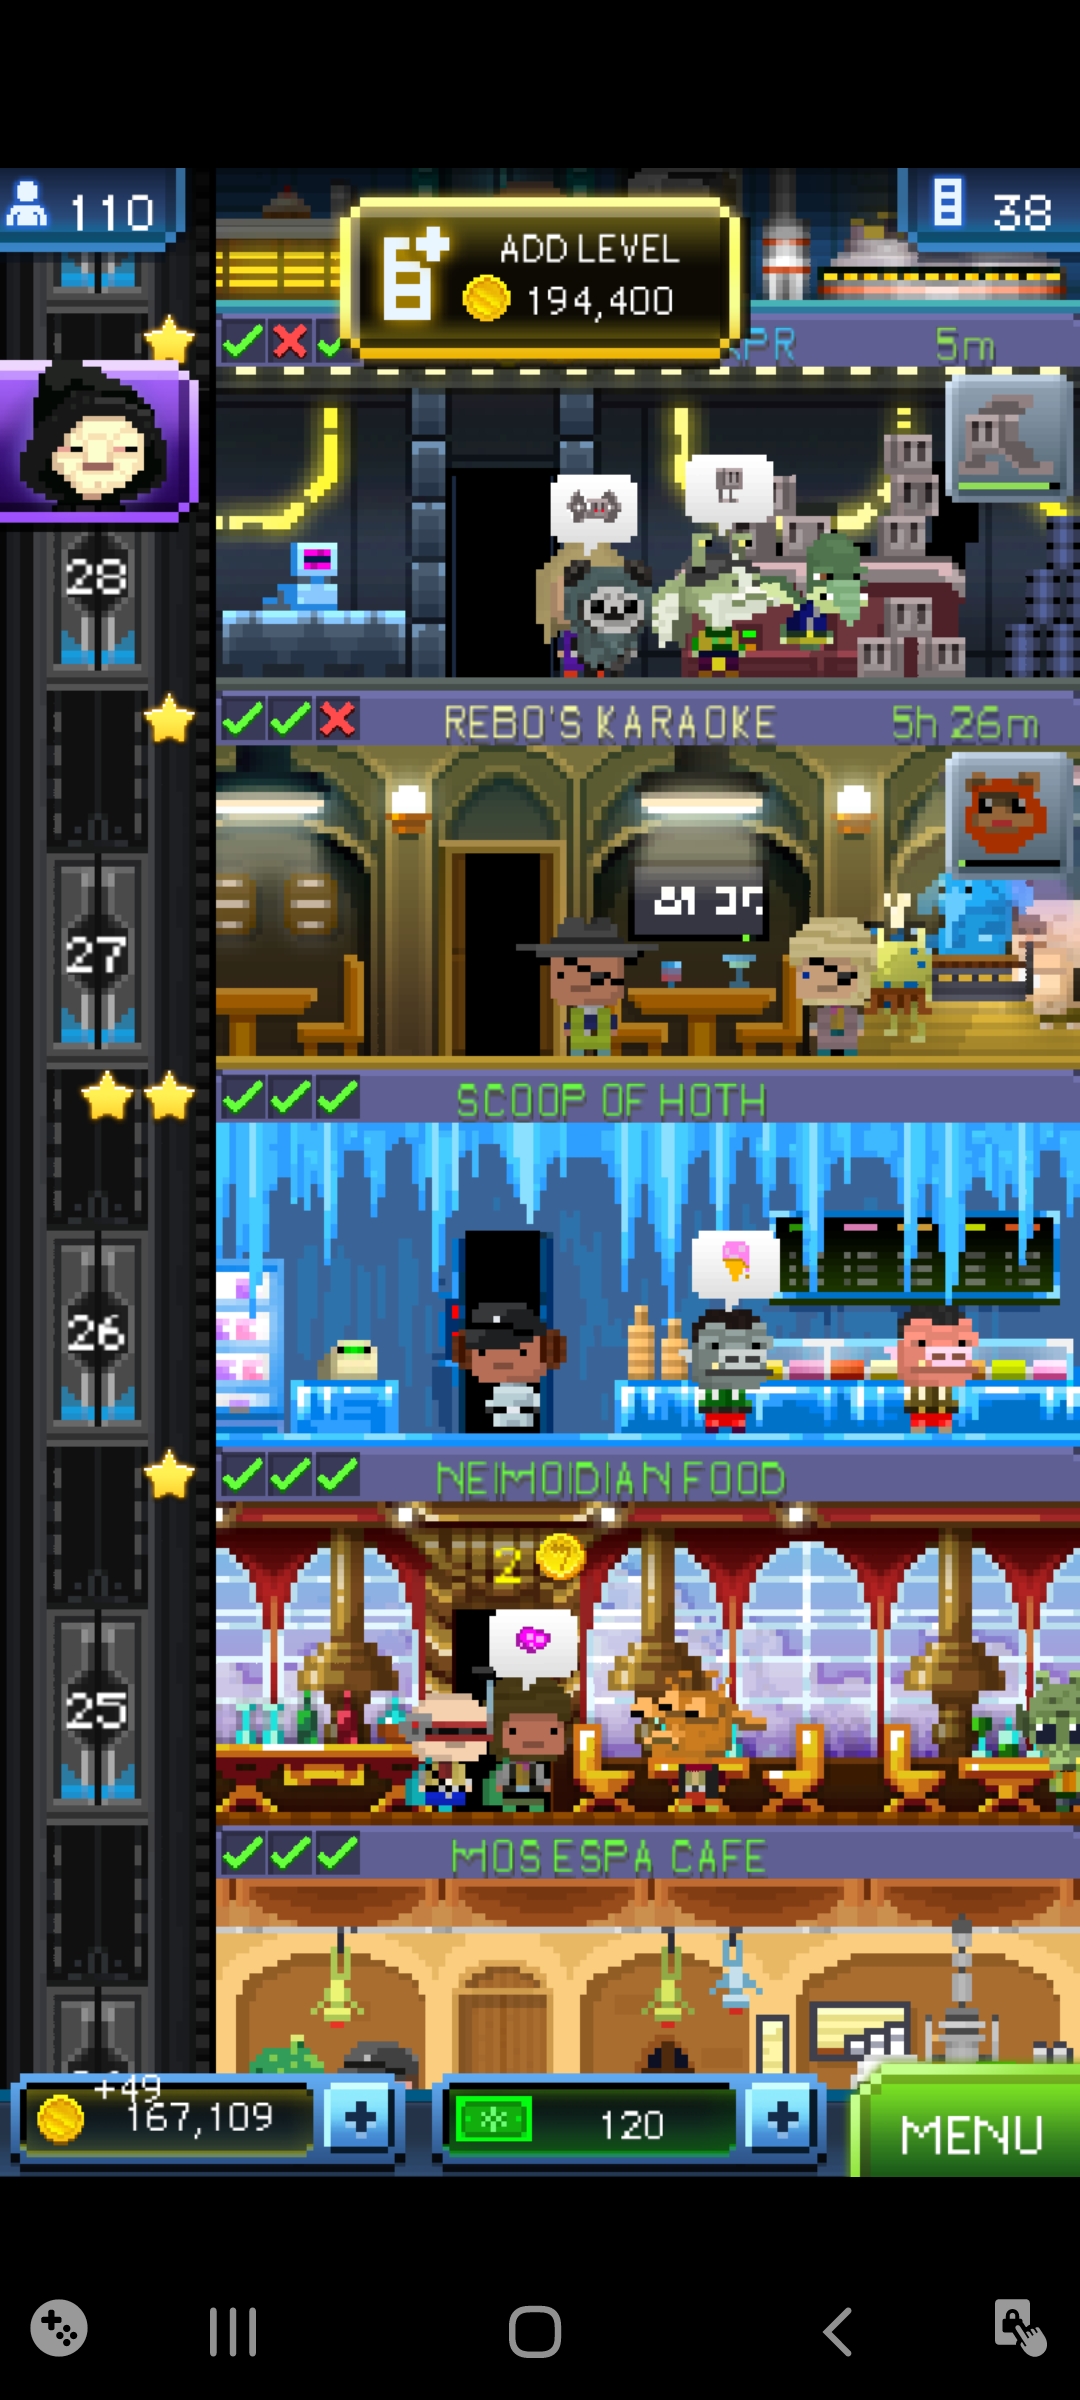 110
ADD LEVEL
194,400
38
PR 5m
28
REBO'S KARAOKE 5h 26m
27
SCOOP OF HOTH
26
NEIMOIDIAN FOOD
2
25
MOS ESPA CAFE
+49
167,109
120
MENU